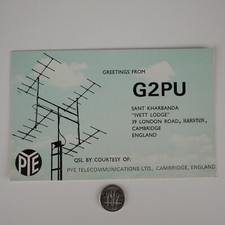 GREETINGS FROM
G2PU
SANT KHARBANDA
"IVETT LODGE"
39 LONDON ROAD, HARSTON,
CAMBRIDGE
ENGLAND
PYE
QSL BY COURTESY OF:
PYE TELECOMMUNICATIONS LTD., CAMBRIDGE, ENGLAND